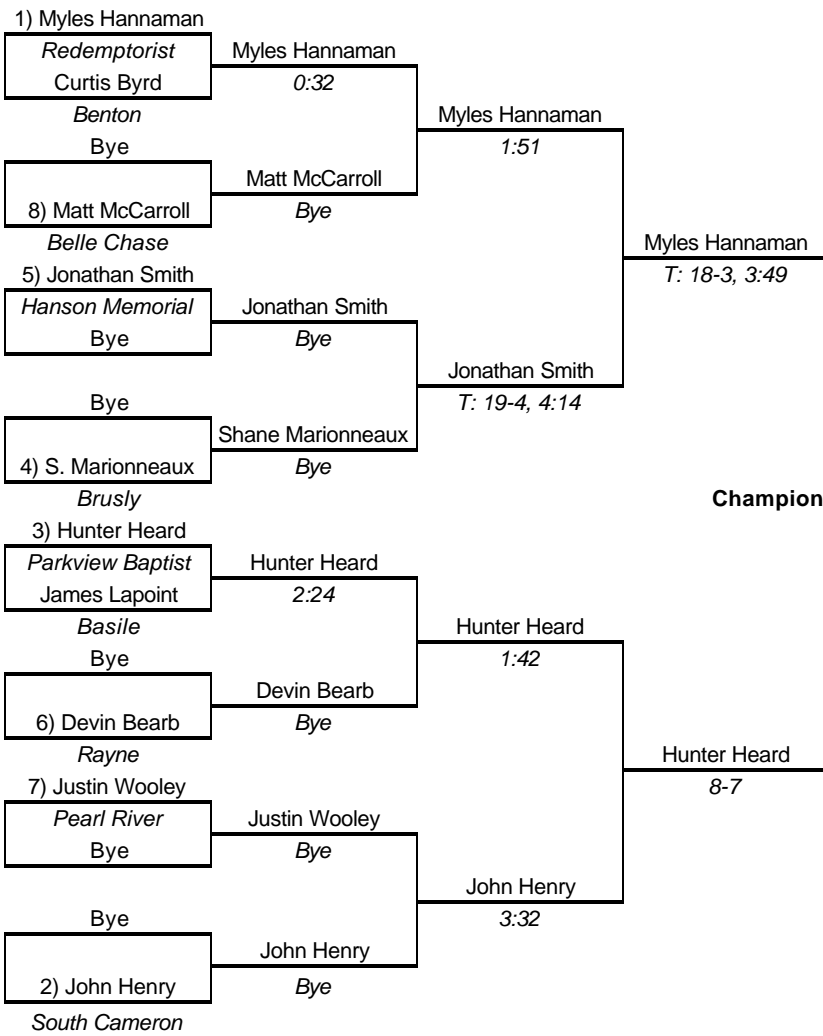 1) Myles Hannaman
Redemptorist
Myles Hannaman
Curtis Byrd
0:32
Benton
Myles Hannaman
Bye
1:51
Matt McCarroll
8) Matt McCarroll
Bye
Belle Chase
Myles Hannaman
5) Jonathan Smith
T: 18-3, 3:49
Hanson Memorial
Jonathan Smith
Bye
Bye
Jonathan Smith
Bye
T: 19-4, 4:14
Shane Marionneaux
4) S. Marionneaux
Bye
Brusly
Champion
3) Hunter Heard
Parkview Baptist
Hunter Heard
James Lapoint
2:24
Basile
Hunter Heard
Bye
1:42
Devin Bearb
6) Devin Bearb
Bye
Rayne
Hunter Heard
7) Justin Wooley
8-7
Pearl River
Justin Wooley
Bye
Bye
John Henry
Bye
3:32
John Henry
2) John Henry
Bye
South Cameron